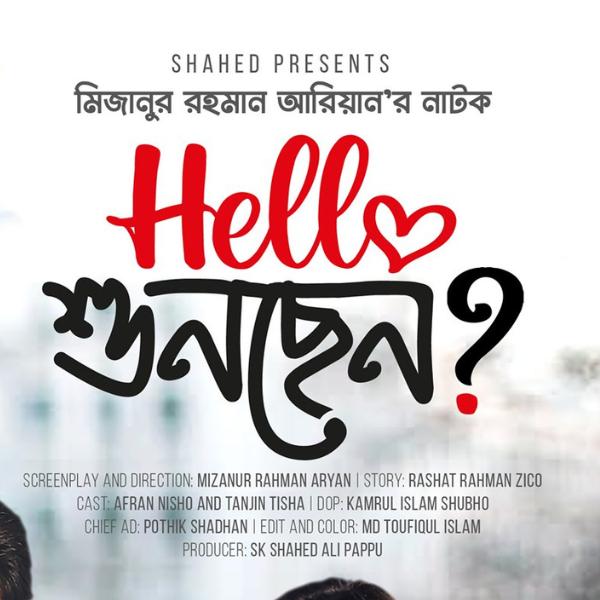 SHAHED PRESENTS
মিজানুর রহমান আরিয়ান'র নাটক
Hello
শুনছেন?
SCREENPLAY AND DIRECTION: MIZANUR RAHMAN ARYAN | STORY: RASHAT RAHMAN ZICO
CAST: AFRAN NISHO AND TANJIN TISHA | DOP: KAMRUL ISLAM SHUBHO
CHIEF AD: POTHIK SHADHAN | EDIT AND COLOR: MD TOUFIQUL ISLAM
PRODUCER: SK SHAHED ALI PAPPU